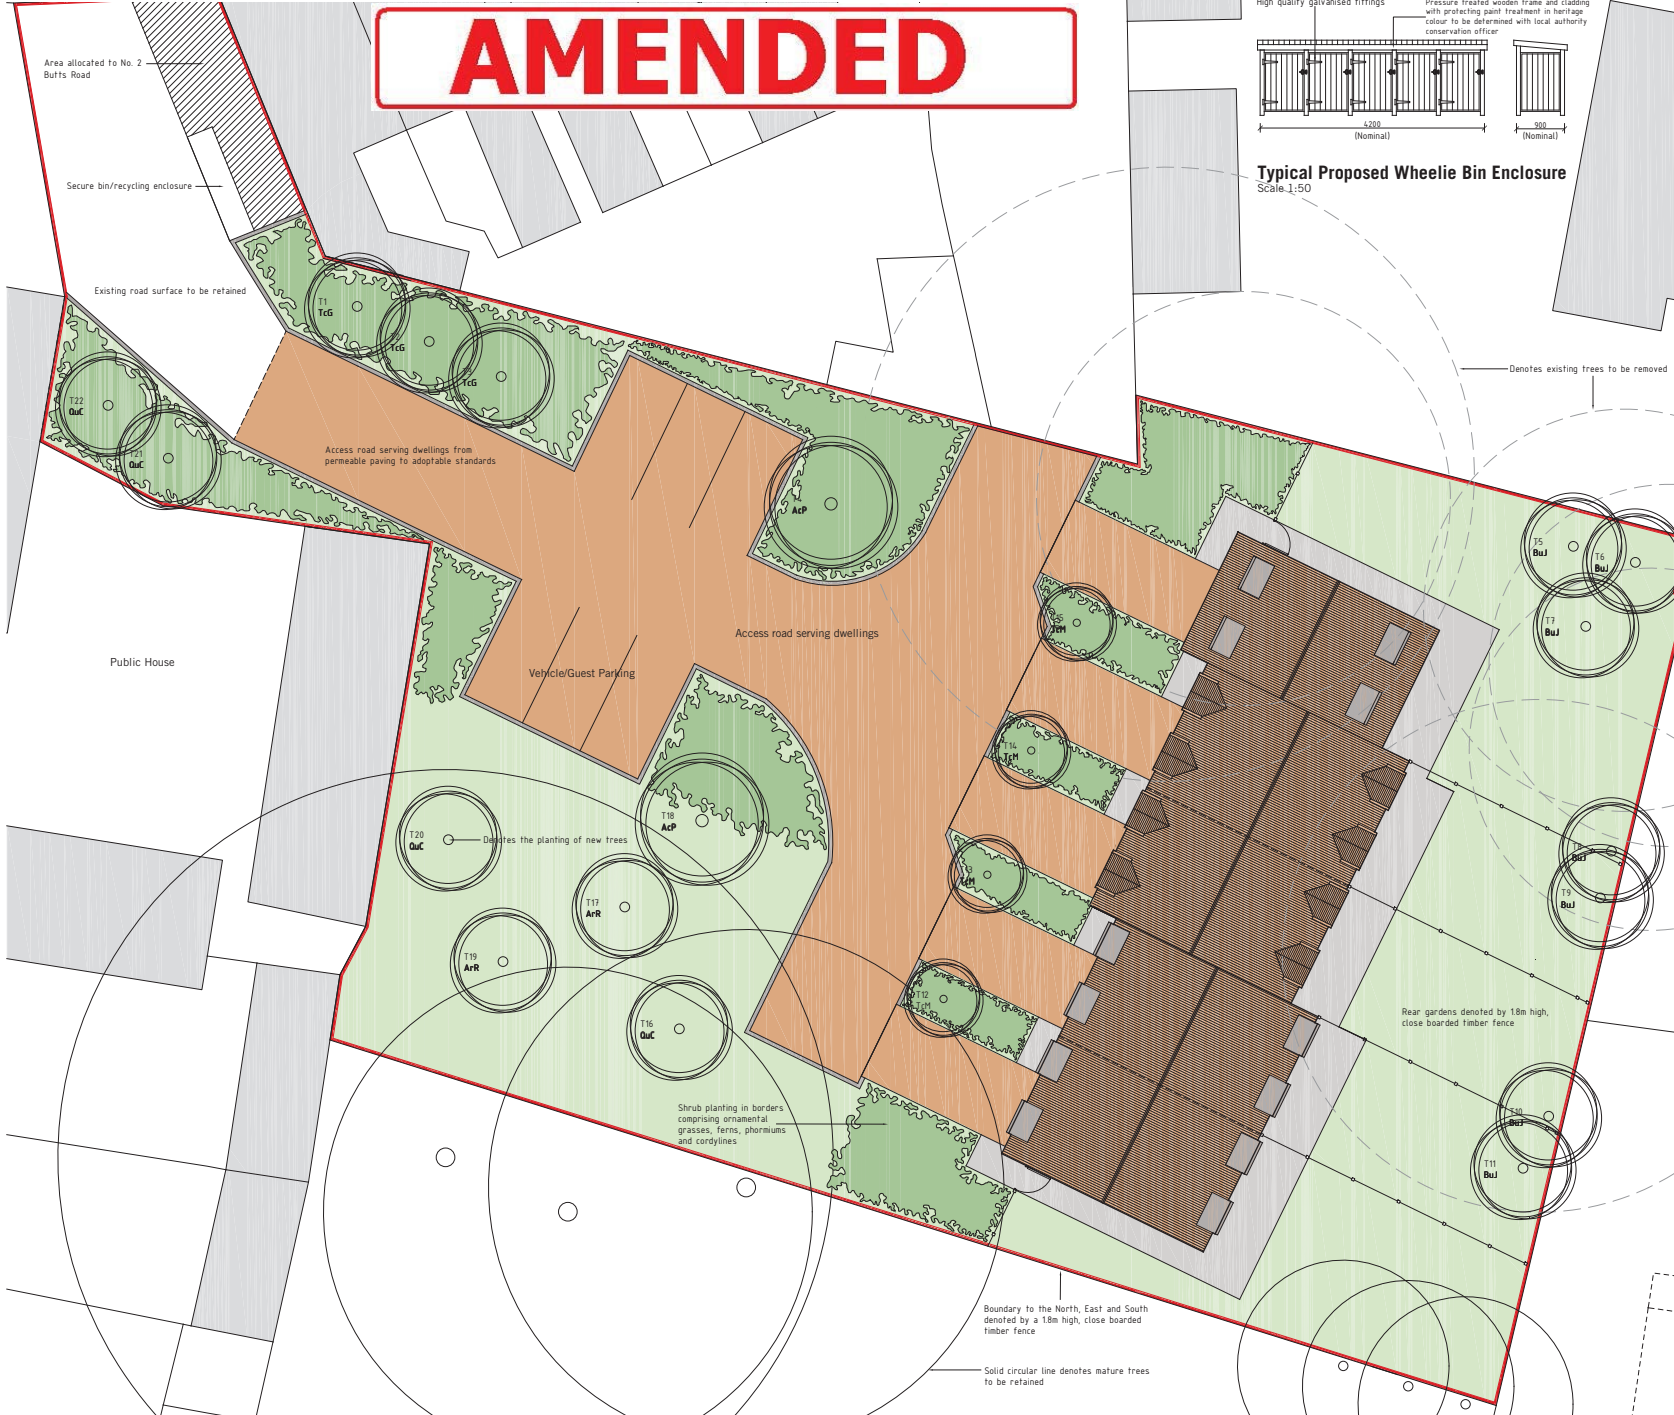 AMENDED
High quality galvanised fittings
Pressure treated wooden frame and cladding
with protecting paint treatment in heritage
colour to be determined with local authority
conservation officer
4200
(Nominal)
900
(Nominal)
Typical Proposed Wheelie Bin Enclosure
Scale 1:50
Area allocated to No. 2
Butts Road
Secure bin/recycling enclosure
Existing road surface to be retained
T1
TcG
TcG
TcG
T22
QuC
T21
QuC
Access road serving dwellings from
permeable paving to adoptable standards
AcP
Denotes existing trees to be removed
T5
BuJ
T6
BuJ
T7
BuJ
Public House
Access road serving dwellings
Vehicle/Guest Parking
TcM
T14
TcM
TcM
T12
TcM
T20
QuC
Denotes the planting of new trees
T18
AcP
T17
ArR
T19
ArR
T16
QuC
T8
BuJ
T9
BuJ
Rear gardens denoted by 1.8m high,
close boarded timber fence
T10
BuJ
T11
BuJ
Shrub planting in borders
comprising ornamental
grasses, ferns, phormiums
and cordylines
Boundary to the North, East and South
denoted by a 1.8m high, close boarded
timber fence
Solid circular line denotes mature trees
to be retained